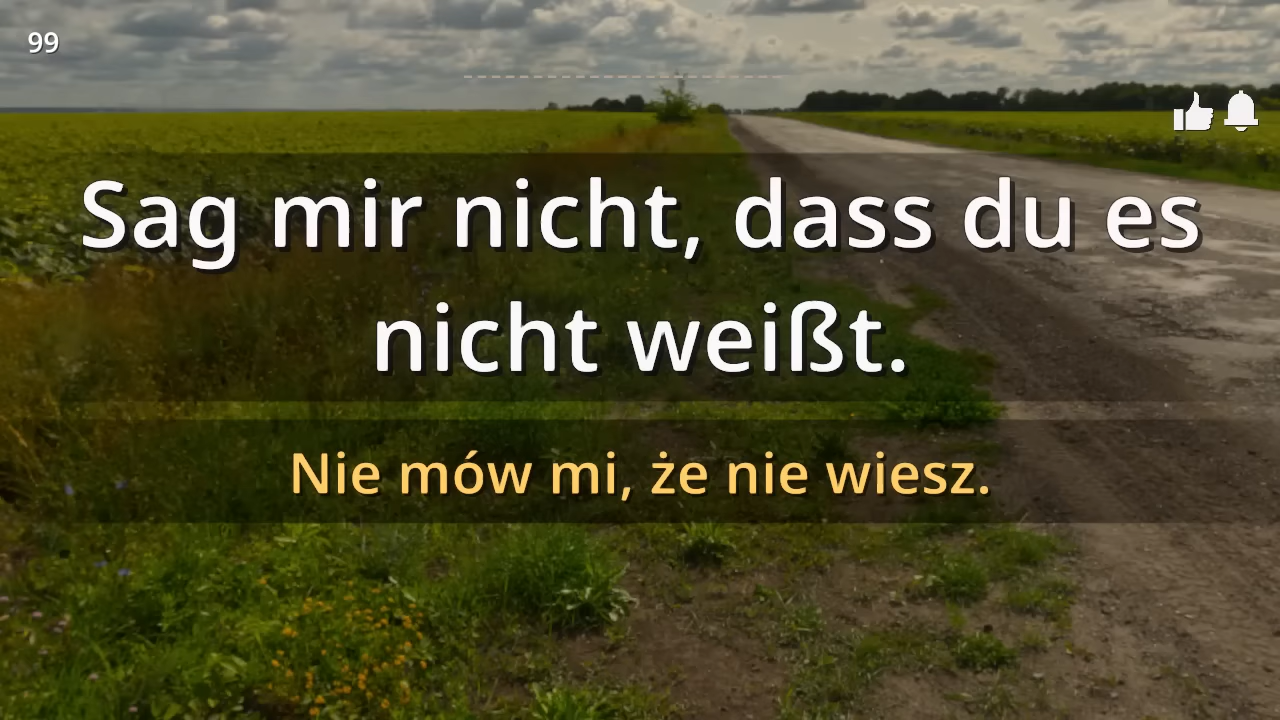 99
Sag mir nicht, dass du es
nicht weißt.
Nie mów mi, że nie wiesz.